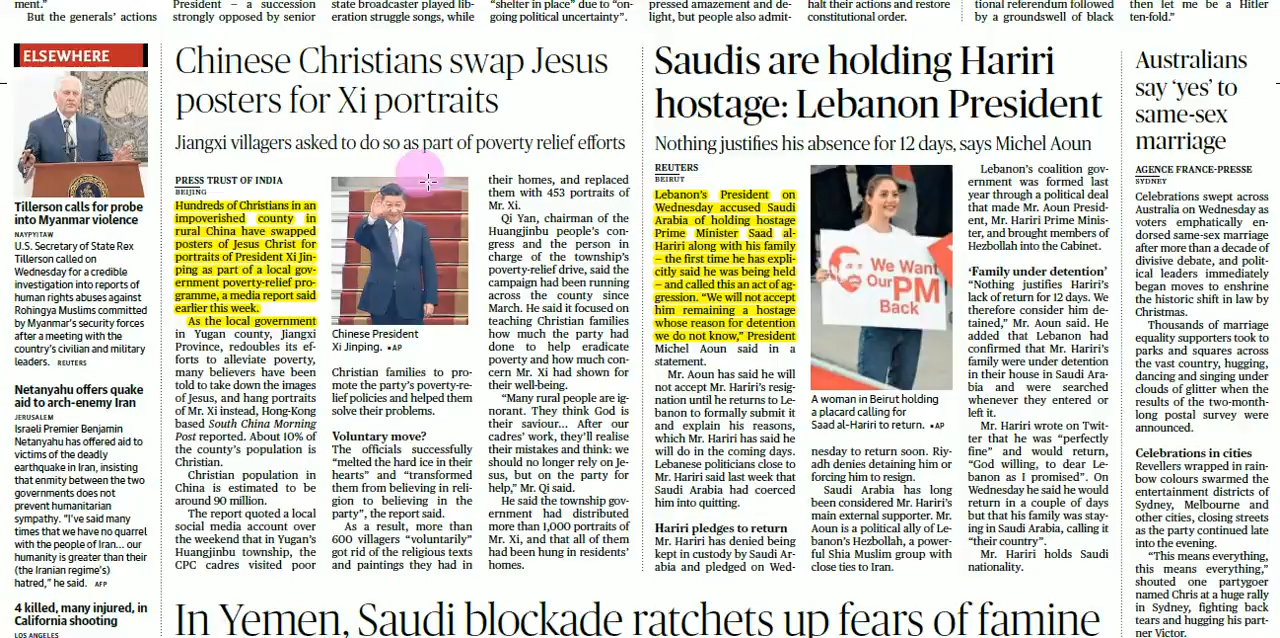 ment."
But the generals' actions
President – a succession
strongly opposed by senior
state broadcaster played lib-
eration struggle songs, while
"shelter in place" due to "on-
going political uncertainty".
pressed amazement and de-
light, but people also admit-
halt their actions and restore
constitutional order.
tional referendum followed
by a groundswell of black
then let me be a Hitler
ten-fold."
ELSEWHERE
Tillerson calls for probe
into Myanmar violence
NAYPYITAW
U.S. Secretary of State Rex
Tillerson called on
Wednesday for a credible
investigation into reports of
human rights abuses against
Rohingya Muslims committed
by Myanmar's security forces
after a meeting with the
country's civilian and military
leaders. REUTERS
Netanyahu offers quake
aid to arch-enemy Iran
JERUSALEM
Israeli Premier Benjamin
Netanyahu has offered aid to
victims of the deadly
earthquake in Iran, insisting
that enmity between the two
governments does not
prevent humanitarian
sympathy. "I've said many
times that we have no quarrel
with the people of Iran... our
humanity is greater than their
(the Iranian regime's)
hatred," he said. AFP
4 killed, many injured, in
California shooting
LOS ANGELES
Chinese Christians swap Jesus
posters for Xi portraits
Jiangxi villagers asked to do so as part of poverty relief efforts
PRESS TRUST OF INDIA
BEIJING
Hundreds of Christians in an
impoverished county in
rural China have swapped
posters of Jesus Christ for
portraits of President Xi Jin-
ping as part of a local gov-
ernment poverty-relief pro-
gramme, a media report said
earlier this week.
As the local government
in Yugan county, Jiangxi
Province, redoubles its ef-
forts to alleviate poverty,
many believers have been
told to take down the images
of Jesus, and hang portraits
of Mr. Xi instead, Hong-Kong
based South China Morning
Post reported. About 10% of
the county's population is
Christian.
Christian population in
China is estimated to be
around 90 million.
The report quoted a local
social media account over
the weekend that in Yugan's
Huangjinbu township, the
CPC cadres visited poor
Chinese President
Xi Jinping. •AP
Christian families to pro-
mote the party's poverty-re-
lief policies and helped them
solve their problems.
Voluntary move?
The officials successfully
"melted the hard ice in their
hearts" and "transformed
them from believing in reli-
gion to believing in the
party", the report said.
As a result, more than
600 villagers "voluntarily"
got rid of the religious texts
and paintings they had in
their homes, and replaced
them with 453 portraits of
Mr. Xi.
Qi Yan, chairman of the
Huangjinbu people's con-
gress and the person in
charge of the township's
poverty-relief drive, said the
campaign had been running
across the county since
March. He said it focused on
teaching Christian families
how much the party had
done to help eradicate
poverty and how much con-
cern Mr. Xi had shown for
their well-being.
"Many rural people are ig-
norant. They think God is
their saviour... After our
cadres' work, they'll realise
their mistakes and think: we
should no longer rely on Je-
sus, but on the party for
help," Mr. Qi said.
He said the township gov-
ernment had distributed
more than 1,000 portraits of
Mr. Xi, and that all of them
had been hung in residents'
homes.
Saudis are holding Hariri
hostage: Lebanon President
Nothing justifies his absence for 12 days, says Michel Aoun
REUTERS
BEIRUT
Lebanon's President on
Wednesday accused Saudi
Arabia of holding hostage
Prime Minister Saad al-
Hariri along with his family
– the first time he has expli-
citly said he was being held
– and called this an act of ag-
gression. "We will not accept
him remaining a hostage
whose reason for detention
we do not know," President
Michel Aoun said in a
statement.
Mr. Aoun has said he will
not accept Mr. Hariri's resig-
nation until he returns to Le-
banon to formally submit it
and explain his reasons,
which Mr. Hariri has said he
will do in the coming days.
Lebanese politicians close to
Mr. Hariri said last week that
Saudi Arabia had coerced
him into quitting.
Hariri pledges to return
Mr. Hariri has denied being
kept in custody by Saudi Ar-
abia and pledged on Wed-
We Want
Our PM
Back
A woman in Beirut holding
a placard calling for
Saad al-Hariri to return. •AP
nesday to return soon. Riy-
adh denies detaining him or
forcing him to resign.
Saudi Arabia has long
been considered Mr. Hariri's
main external supporter. Mr.
Aoun is a political ally of Le-
banon's Hezbollah, a power-
ful Shia Muslim group with
close ties to Iran.
Lebanon's coalition gov-
ernment was formed last
year through a political deal
that made Mr. Aoun Presid-
ent, Mr. Hariri Prime Minis-
ter, and brought members of
Hezbollah into the Cabinet.
'Family under detention'
"Nothing justifies Hariri's
lack of return for 12 days. We
therefore consider him de-
tained," Mr. Aoun said. He
added that Lebanon had
confirmed that Mr. Hariri's
family were under detention
in their house in Saudi Ara-
bia and were searched
whenever they entered or
left it.
Mr. Hariri wrote on Twit-
ter that he was "perfectly
fine" and would return,
"God willing, to dear Le-
banon as I promised". On
Wednesday he said he would
return in a couple of days
but that his family was stay-
ing in Saudi Arabia, calling it
"their country".
Mr. Hariri holds Saudi
nationality.
Australians
say 'yes' to
same-sex
marriage
AGENCE FRANCE-PRESSE
SYDNEY
Celebrations swept across
Australia on Wednesday as
voters emphatically en-
dorsed same-sex marriage
after more than a decade of
divisive debate, and polit-
ical leaders immediately
began moves to enshrine
the historic shift in law by
Christmas.
Thousands of marriage
equality supporters took to
parks and squares across
the vast country, hugging,
dancing and singing under
clouds of glitter when the
results of the two-month-
long postal survey were
announced.
Celebrations in cities
Revellers wrapped in rain-
bow colours swarmed the
entertainment districts of
Sydney, Melbourne and
other cities, closing streets
as the party continued late
into the evening.
"This means everything,
this means everything,"
shouted one partygoer
named Chris at a huge rally
in Sydney, fighting back
tears and hugging his part-
ner Victor.
In Yemen, Saudi blockade ratchets up fears of famine